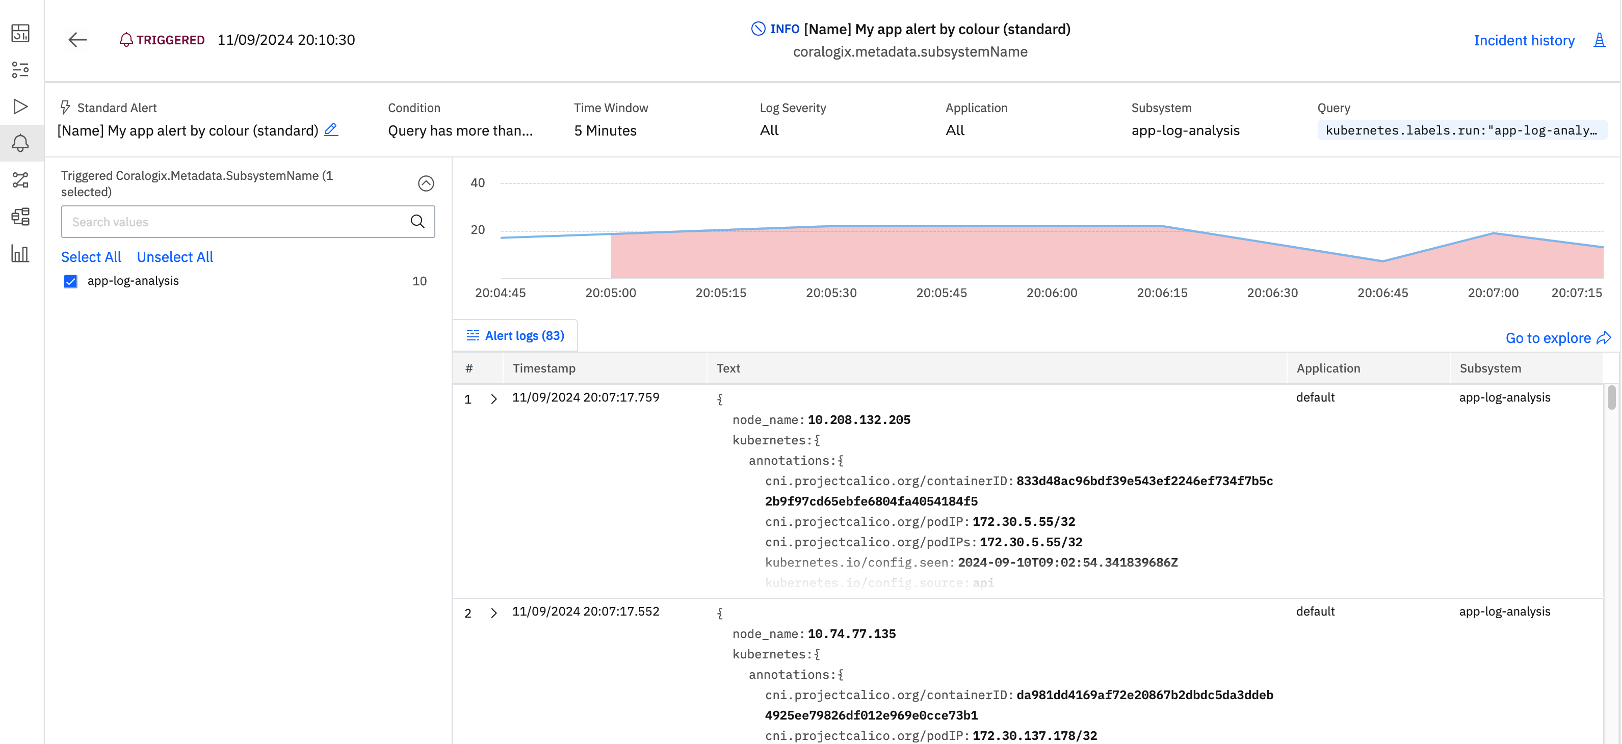 TRIGGERED 11/09/2024 20:10:30
INFO [Name] My app alert by colour (standard)
coralogix.metadata.subsystemName
Incident history
Standard Alert
[Name] My app alert by colour (standard)
Condition
Query has more than...
Time Window
5 Minutes
Log Severity
All
Application
All
Subsystem
app-log-analysis
Query
kubernetes.labels.run:"app-log-analy…
Triggered Coralogix.Metadata.SubsystemName (1
selected)
Search values
Select All Unselect All
app-log-analysis 10
40
20
20:04:45 20:05:00 20:05:15 20:05:30 20:05:45 20:06:00 20:06:15 20:06:30 20:06:45 20:07:00 20:07:15
Alert logs (83)
Go to explore
# Timestamp Text Application Subsystem
1 11/09/2024 20:07:17.759 { default app-log-analysis
node_name: 10.208.132.205
kubernetes:{
annotations:{
cni.projectcalico.org/containerID: 833d48ac96bdf39e543ef2246ef734f7b5c
2b9f97cd65ebfe6804fa4054184f5
cni.projectcalico.org/podIP: 172.30.5.55/32
cni.projectcalico.org/podIPs: 172.30.5.55/32
kubernetes.io/config.seen: 2024-09-10T09:02:54.341839686Z
kubernetes.io/config.source: api
2 11/09/2024 20:07:17.552 { default app-log-analysis
node_name: 10.74.77.135
kubernetes:{
annotations:{
cni.projectcalico.org/containerID: da981dd4169af72e20867b2dbdc5da3ddeb
4925ee79826df012e969e0cce73b1
cni.projectcalico.org/podIP: 172.30.137.178/32